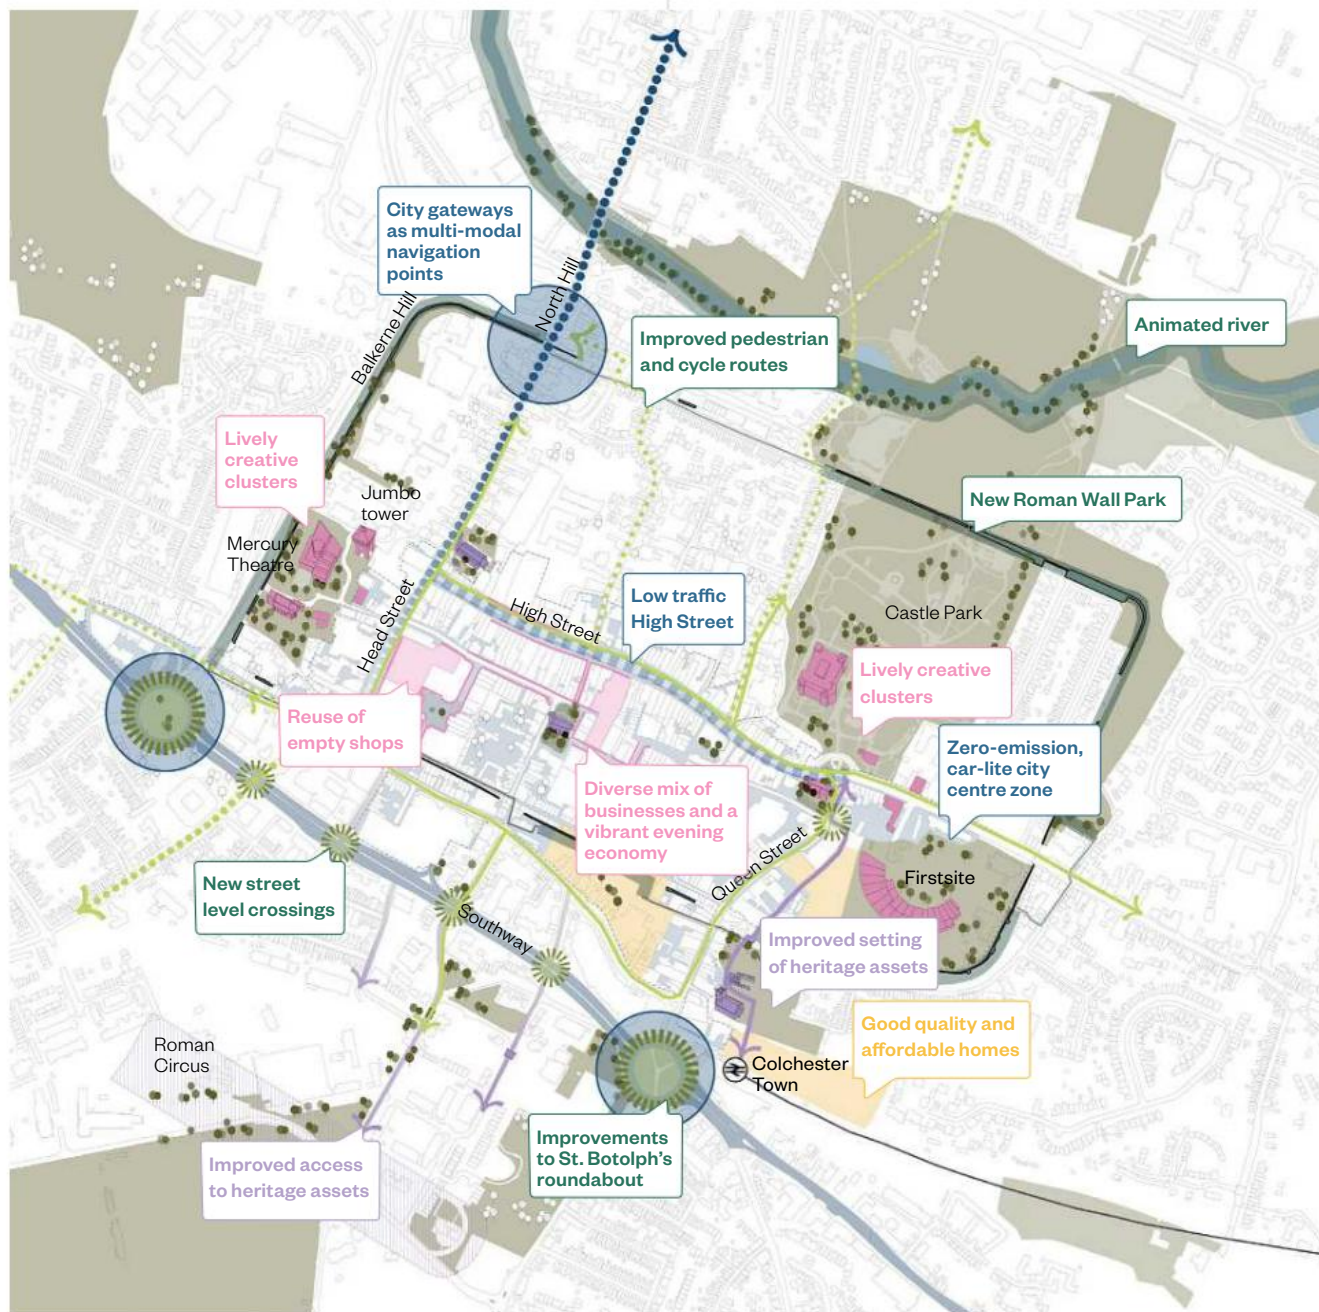 City gateways
as multi-modal
navigation
points
North Hill
Balkerne Hill
Improved pedestrian
and cycle routes
Animated river
Lively
creative
clusters
Jumbo
tower
Mercury
Theatre
New Roman Wall Park
Head Street
High Street
Low traffic
High Street
Castle Park
Lively creative
clusters
Reuse of
empty shops
Zero-emission,
car-lite city
centre zone
Diverse mix of
businesses and a
vibrant evening
economy
Queen Street
Firstsite
New street
level crossings
Southway
Improved setting
of heritage assets
Good quality and
affordable homes
Roman
Circus
Colchester
Town
Improvements
to St. Botolph's
roundabout
Improved access
to heritage assets